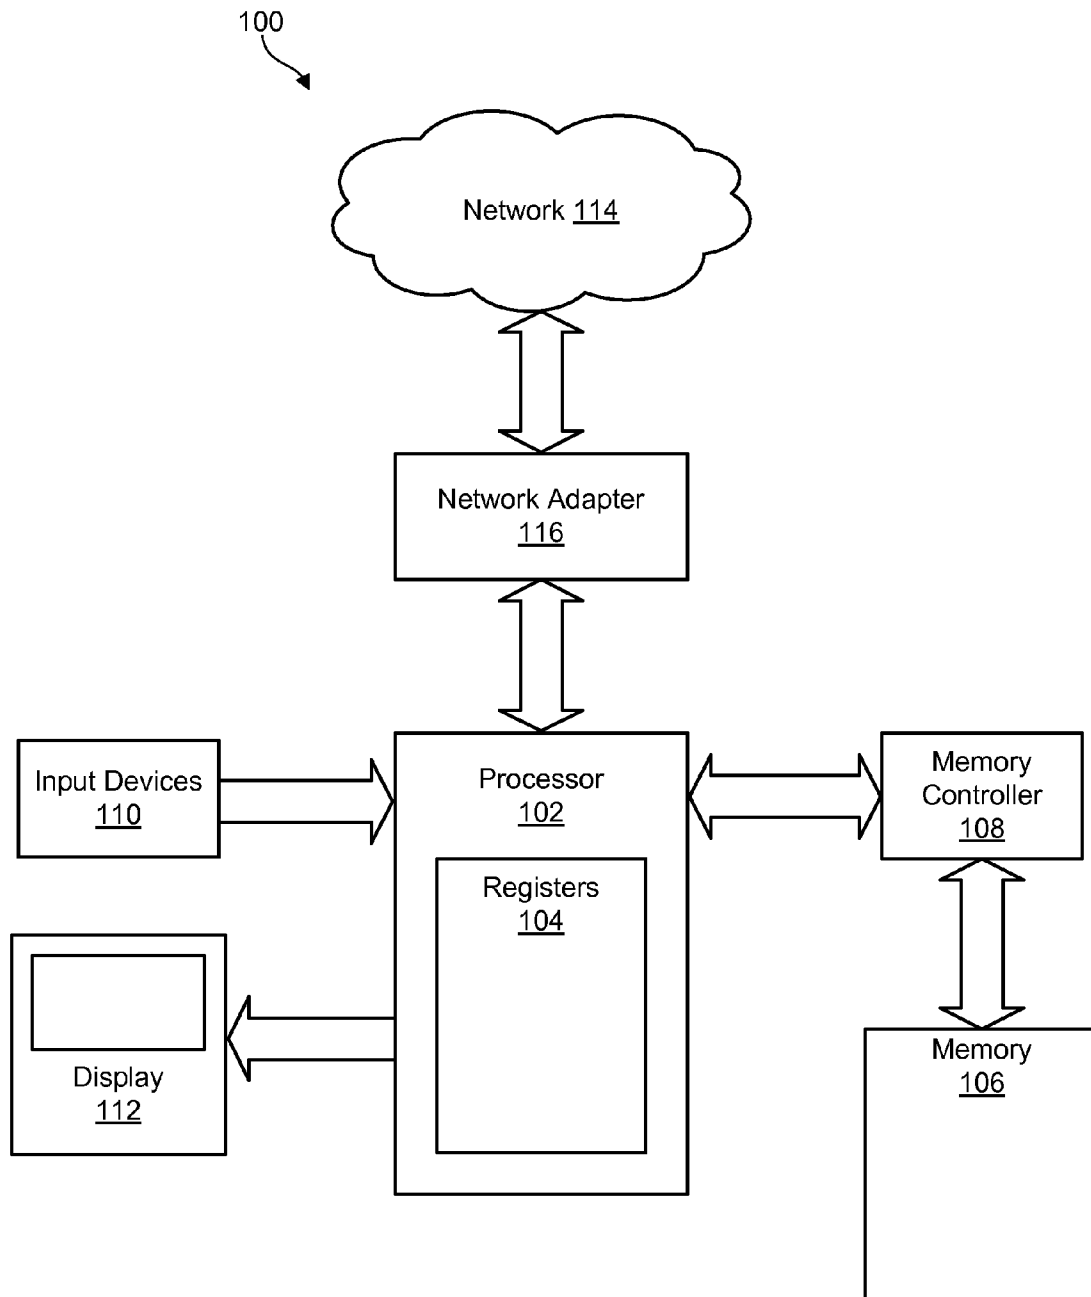 100
Network 114
Network Adapter
116
Input Devices
110
Processor
102
Memory
Controller
108
Registers
104
Display
112
Memory
106